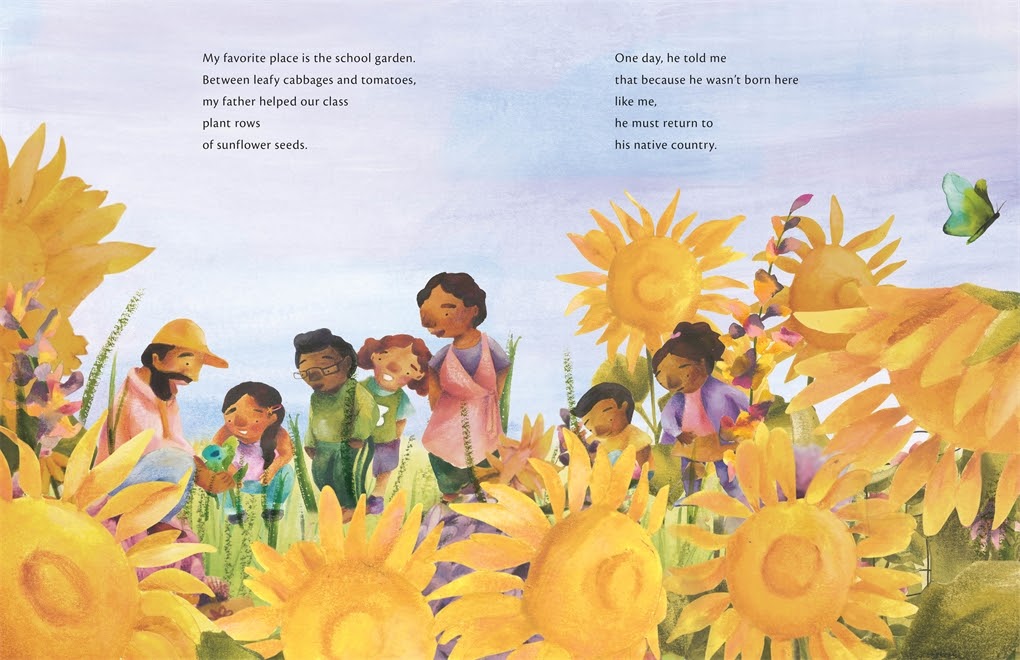 My favorite place is the school garden.
Between leafy cabbages and tomatoes,
my father helped our class
plant rows
of sunflower seeds.
One day, he told me
that because he wasn’t born here
like me,
he must return to
his native country.